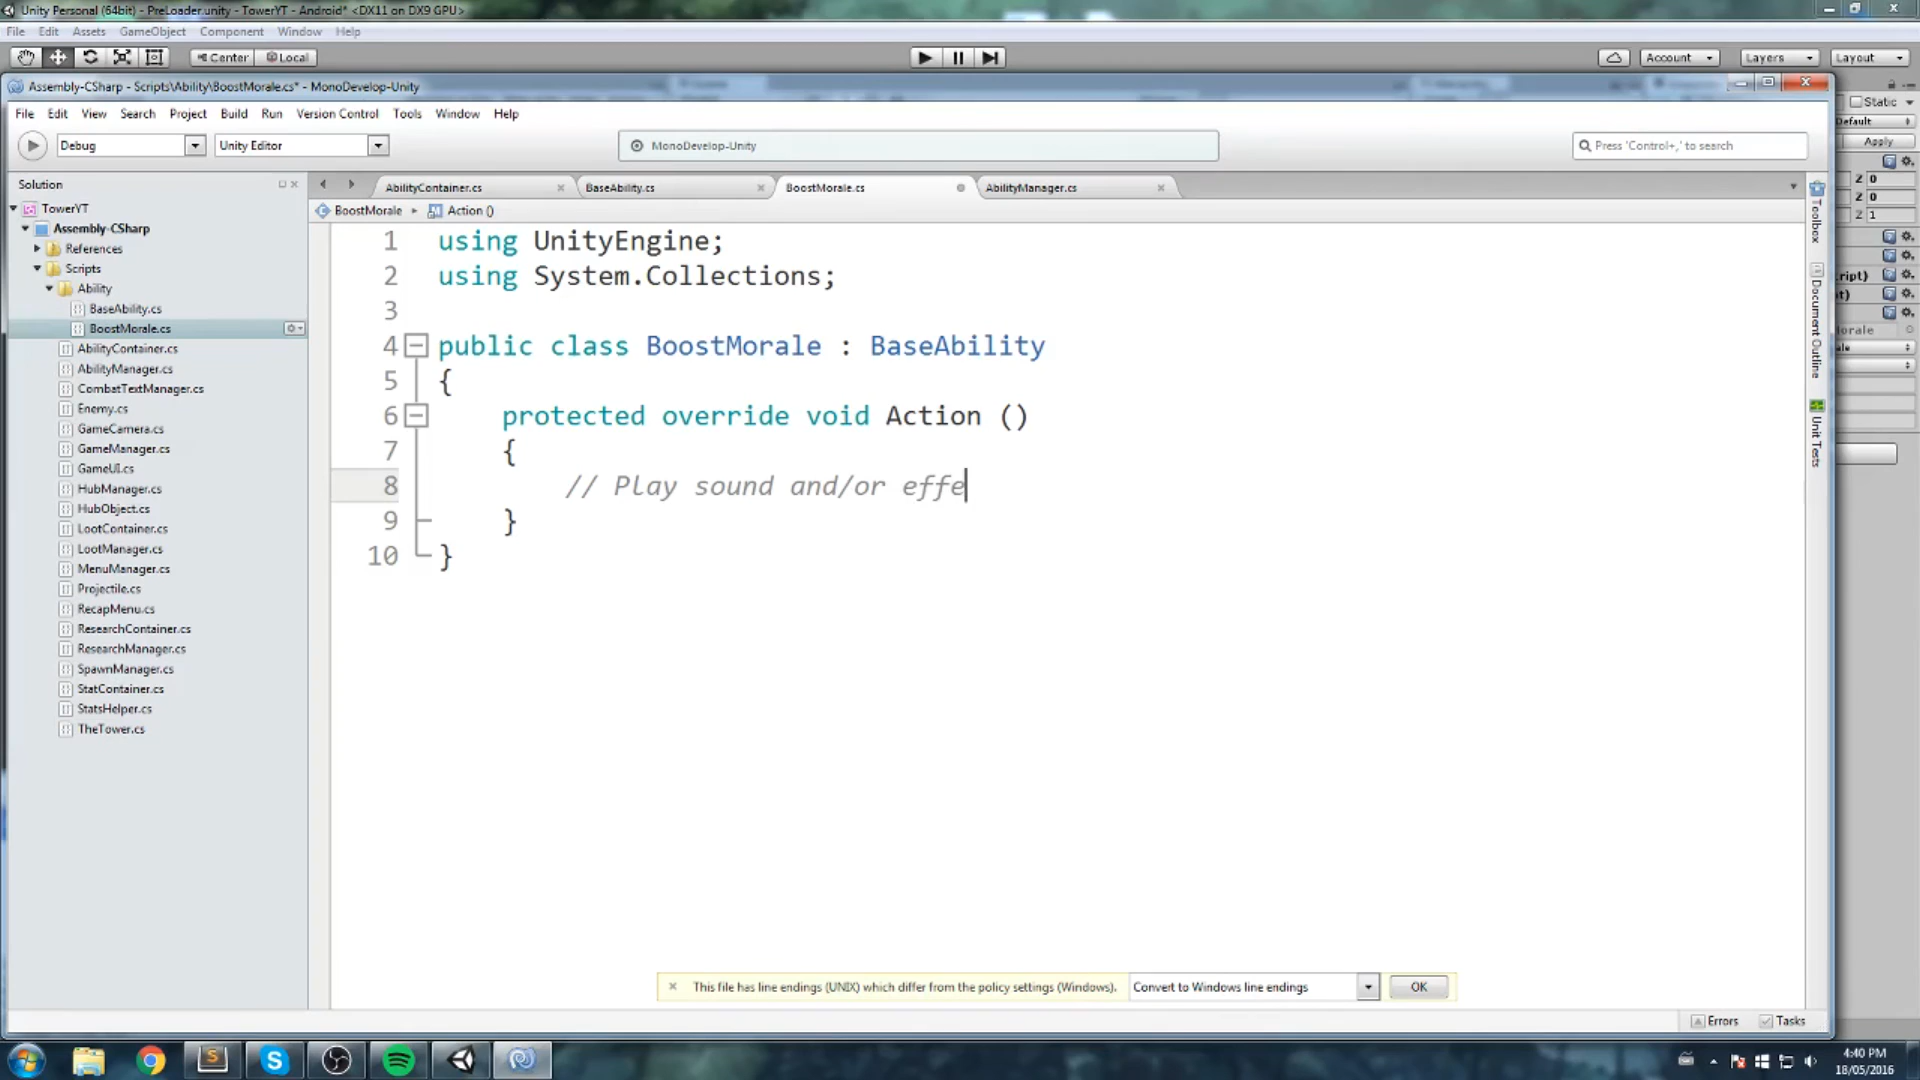 Unity Personal (64bit) - PreLoader.unity - TowerYT - Android* <DX11 on DX9 GPU>
File Edit Assets GameObject Component Window Help
Center Local Account Layers Layout
Assembly-CSharp - Scripts\Ability\BoostMorale.cs* - MonoDevelop-Unity
Static
File Edit View Search Project Build Run Version Control Tools Window Help
Default
Debug Unity Editor MonoDevelop-Unity Press 'Control+,' to search
Apply
Solution
AbilityContainer.cs BaseAbility.cs BoostMorale.cs AbilityManager.cs
Z 0
Z 0
Z 1
TowerYT
BoostMorale Action ()
Assembly-CSharp
References
Scripts
Ability
BaseAbility.cs
BoostMorale.cs
AbilityContainer.cs
AbilityManager.cs
CombatTextManager.cs
Enemy.cs
GameCamera.cs
GameManager.cs
GameUI.cs
HubManager.cs
HubObject.cs
LootContainer.cs
LootManager.cs
MenuManager.cs
Projectile.cs
RecapMenu.cs
ResearchContainer.cs
ResearchManager.cs
SpawnManager.cs
StatContainer.cs
StatsHelper.cs
TheTower.cs
1 using UnityEngine;
2 using System.Collections;
3
4 public class BoostMorale : BaseAbility
5 {
6 protected override void Action ()
7 {
8 // Play sound and/or effe
9 }
10 }
Toolbox
Document Outline
Unit Tests
This file has line endings (UNIX) which differ from the policy settings (Windows). Convert to Windows line endings OK
Errors Tasks
4:40 PM
18/05/2016